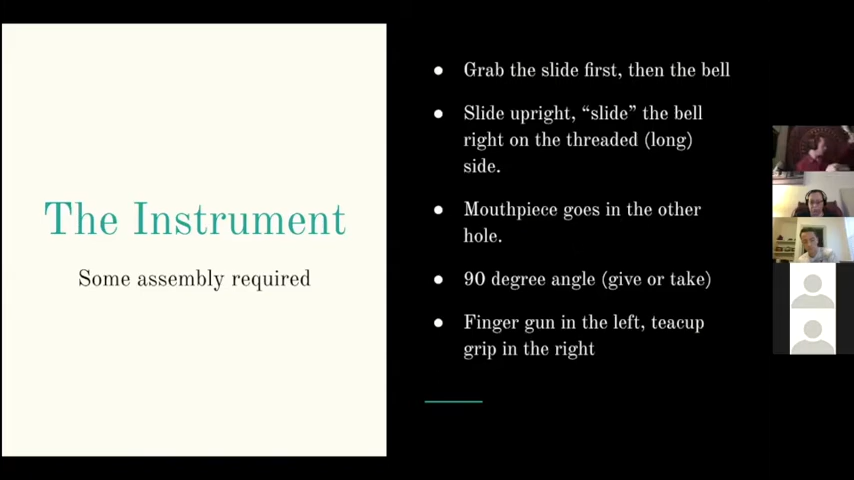 The Instrument
Some assembly required
● Grab the slide first, then the bell
● Slide upright, “slide” the bell
right on the threaded (long)
side.
● Mouthpiece goes in the other
hole.
● 90 degree angle (give or take)
● Finger gun in the left, teacup
grip in the right